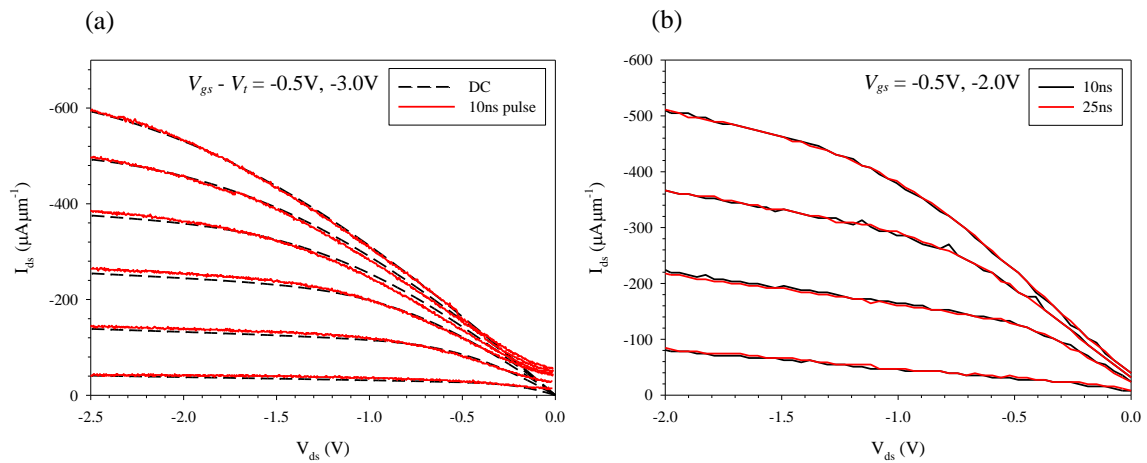 (a)
V_gs - V_t = -0.5V, -3.0V
DC
10ns pulse
-600
-400
-200
0
I_ds (µAµm⁻¹)
-2.5 -2.0 -1.5 -1.0 -0.5 0.0
V_ds (V)
(b)
V_gs = -0.5V, -2.0V
10ns
25ns
-600
-500
-400
-300
-200
-100
0
I_ds (µAµm⁻¹)
-2.0 -1.5 -1.0 -0.5 0.0
V_ds (V)